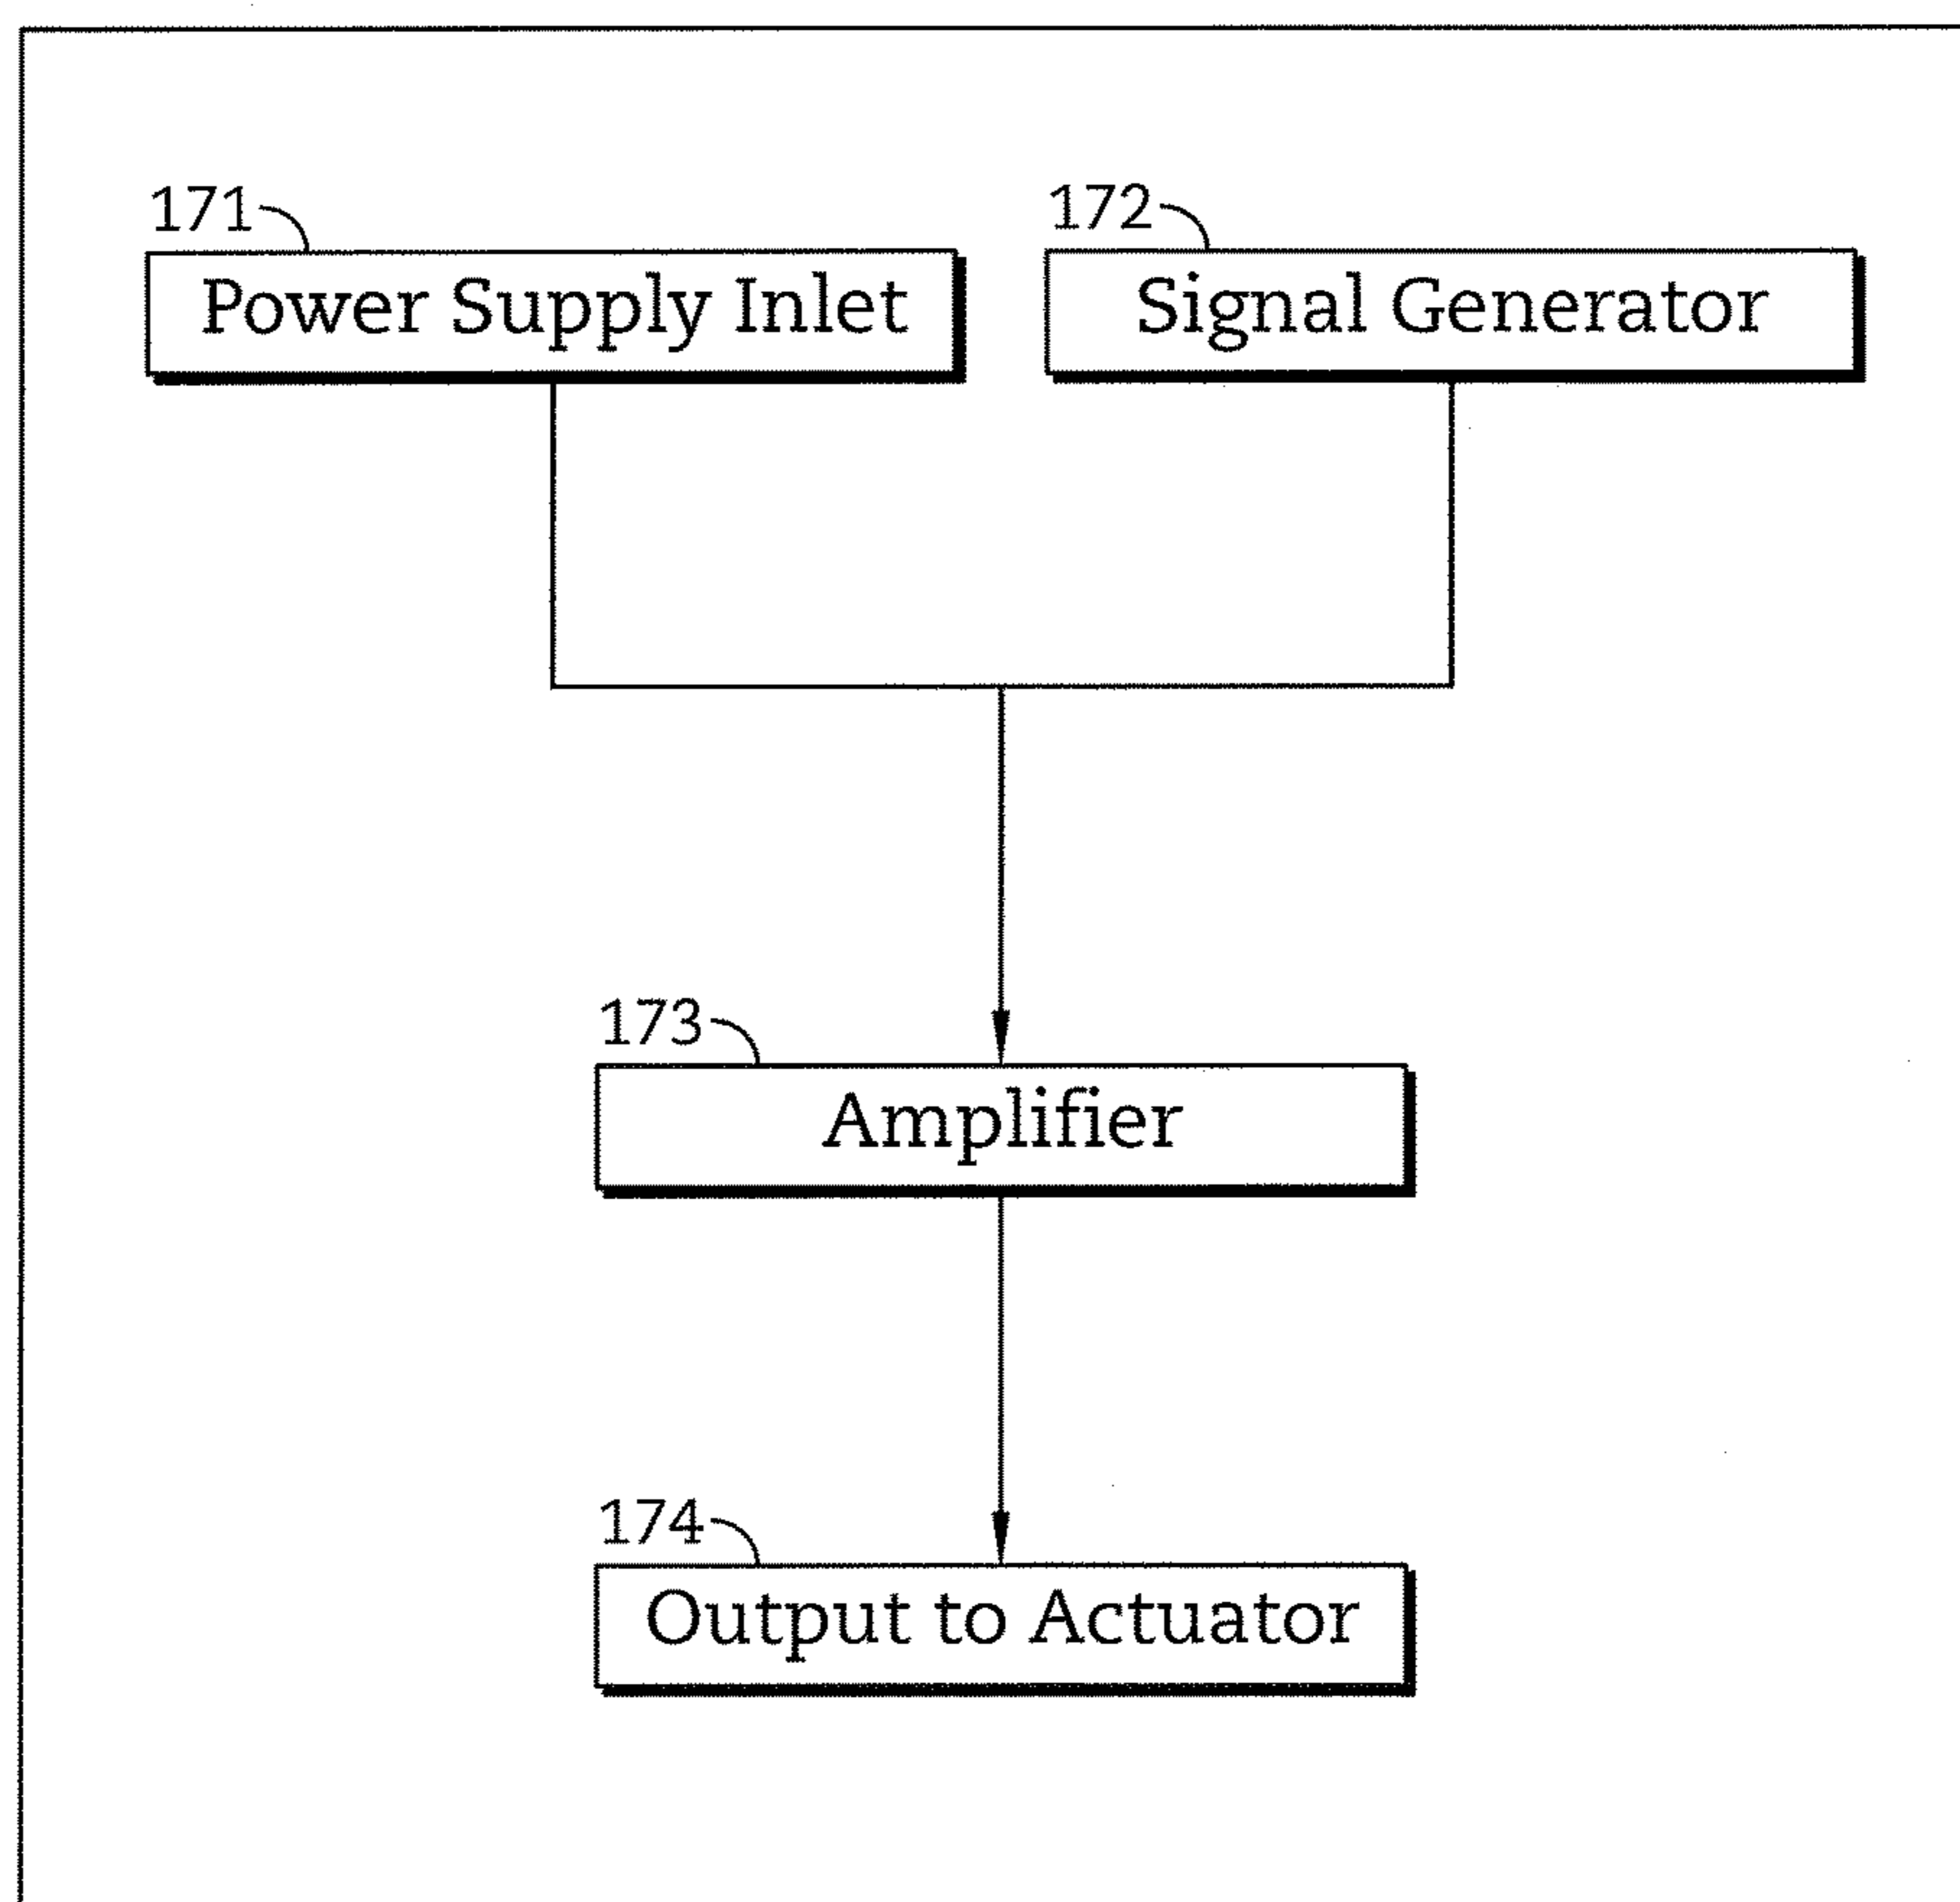 171
Power Supply Inlet
172
Signal Generator
173
Amplifier
174
Output to Actuator